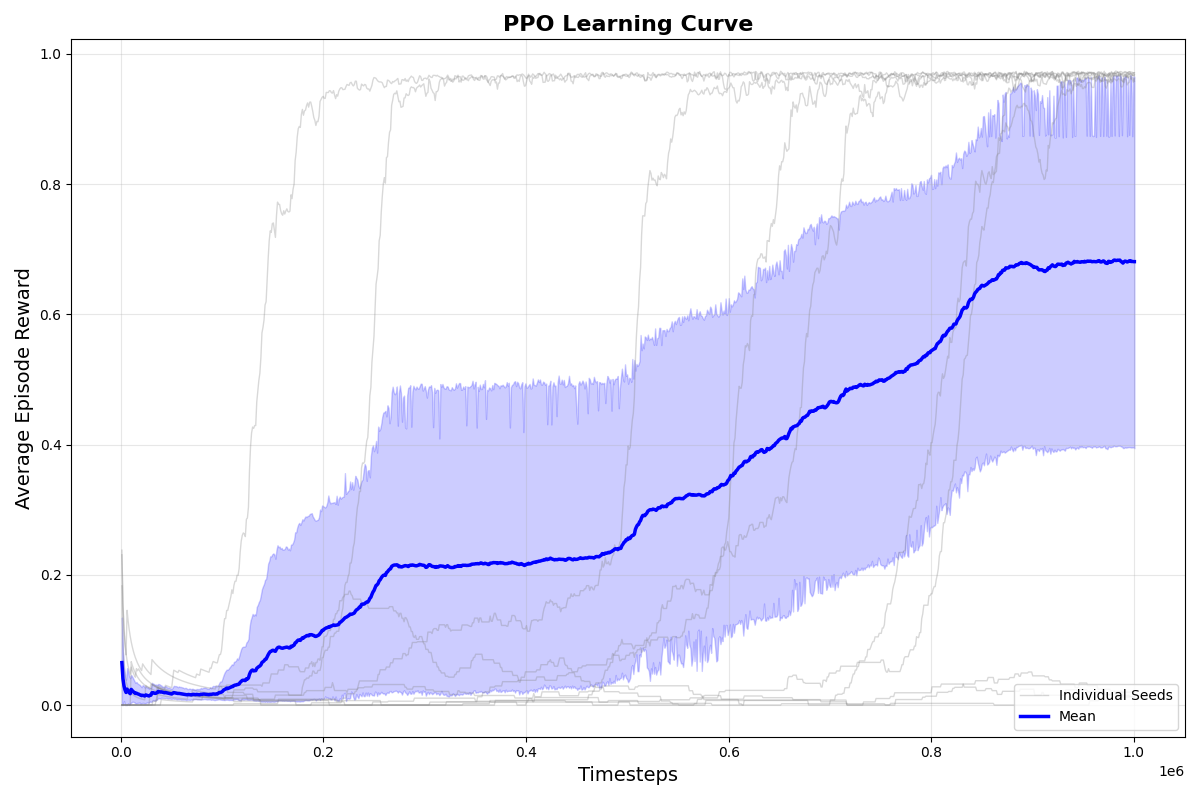 PPO Learning Curve
Average Episode Reward
1.0
0.8
0.6
0.4
0.2
0.0
Individual Seeds
Mean
0.0 0.2 0.4 0.6 0.8 1.0
1e6
Timesteps